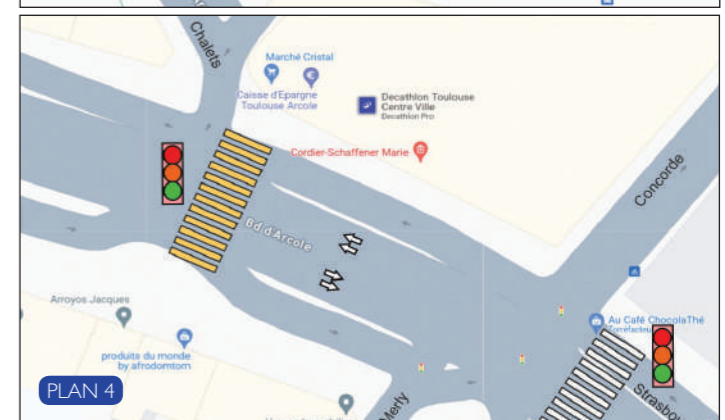 Chalets
Marché Cristal
Caisse d'Epargne
Toulouse Arcole
Decathlon Toulouse
Centre Ville
Decathlon Pro
Cordier-Schaffener Marie
Concorde
Bd d'Arcole
Arroyos Jacques
Au Café ChocolaThé
Torréfacteur
produits du monde
by afrodomtom
PLAN 4
Merly